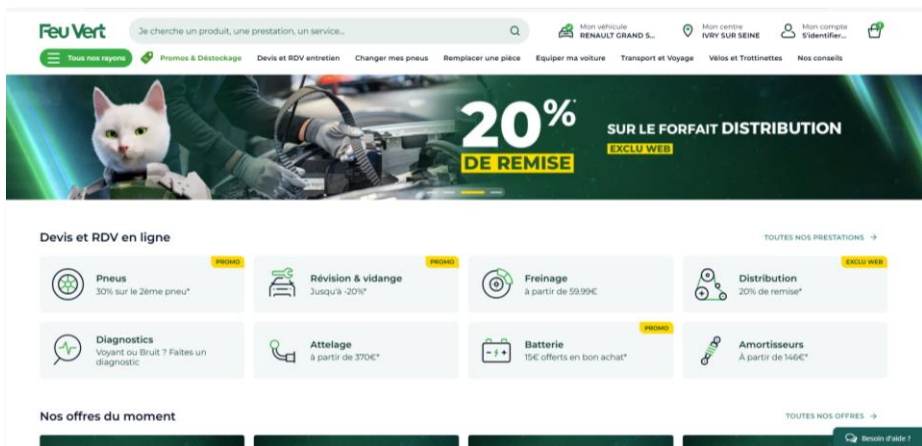 Feu Vert
Je cherche un produit, une prestation, un service...
Mon véhicule
RENAULT GRAND S...
Mon centre
IVRY SUR SEINE
Mon compte
S'identifier...
Tous nos rayons
Promos & Déstockage
Devis et RDV entretien
Changer mes pneus
Remplacer une pièce
Equiper ma voiture
Transport et Voyage
Vélos et Trottinettes
Nos conseils
20%*
DE REMISE
SUR LE FORFAIT DISTRIBUTION
EXCLU WEB
Devis et RDV en ligne
TOUTES NOS PRESTATIONS
PROMO
Pneus
30% sur le 2ème pneu*
PROMO
Révision & vidange
Jusqu'à -20%*
Freinage
à partir de 59.99€
EXCLU WEB
Distribution
20% de remise*
Diagnostics
Voyant ou Bruit ? Faites un
diagnostic
Attelage
à partir de 370€*
PROMO
Batterie
15€ offerts en bon achat*
Amortisseurs
À partir de 146€*
Nos offres du moment
TOUTES NOS OFFRES
Besoin d'aide ?